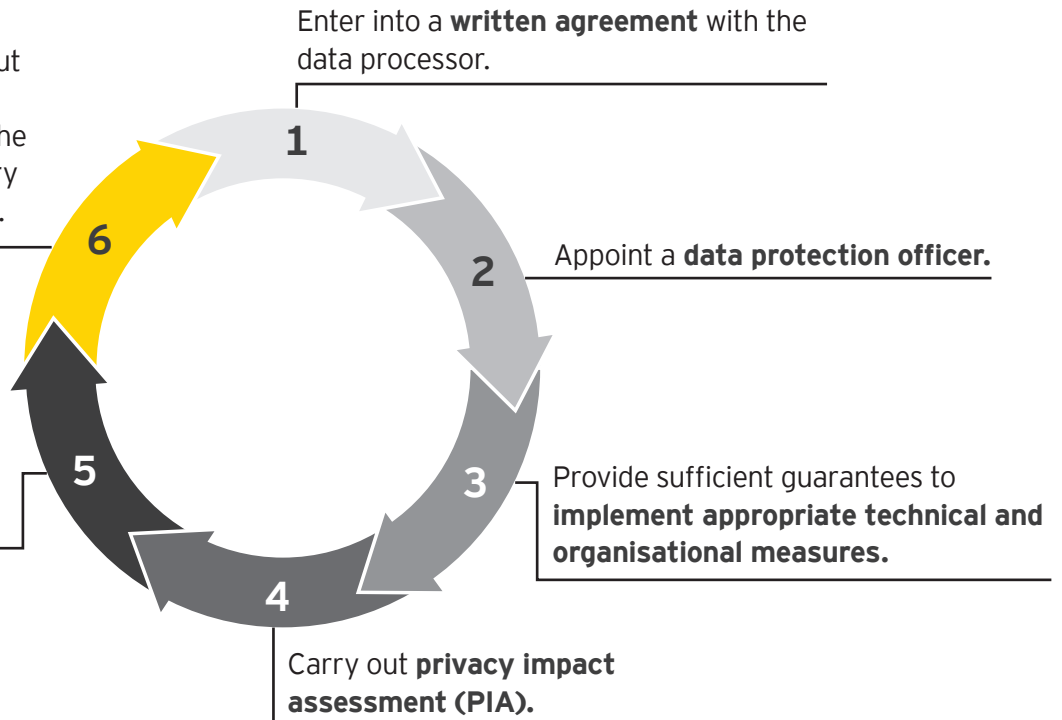 Enter into a written agreement with the
data processor.
1
Appoint a data protection officer.
2
Provide sufficient guarantees to
implement appropriate technical and
organisational measures.
3
Carry out privacy impact
assessment (PIA).
4
5
6